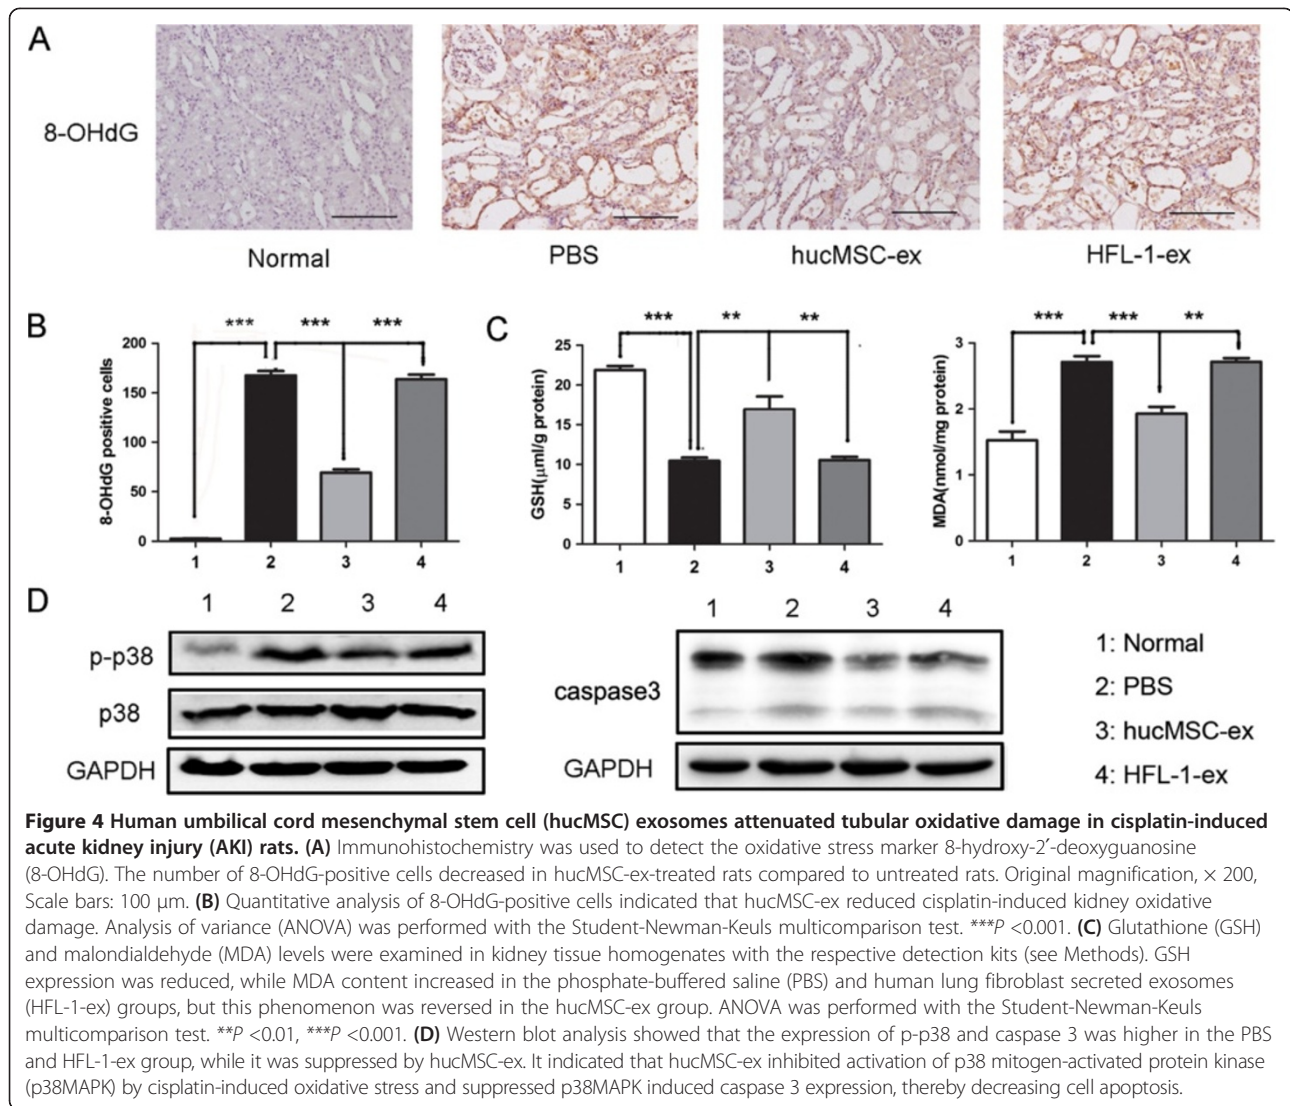 A
8-OHdG
Normal
PBS
hucMSC-ex
HFL-1-ex
B
*** *** ***
8-OHdG positive cells
200
150
100
50
0
1 2 3 4
C
*** ** **
GSH(μml/g protein)
25
20
15
10
5
0
1 2 3 4
*** *** **
MDA(nmol/mg protein)
3
2
1
0
1 2 3 4
D
1 2 3 4
p-p38
p38
GAPDH
1 2 3 4
caspase3
GAPDH
1: Normal
2: PBS
3: hucMSC-ex
4: HFL-1-ex
Figure 4 Human umbilical cord mesenchymal stem cell (hucMSC) exosomes attenuated tubular oxidative damage in cisplatin-induced
acute kidney injury (AKI) rats. (A) Immunohistochemistry was used to detect the oxidative stress marker 8-hydroxy-2′-deoxyguanosine
(8-OHdG). The number of 8-OHdG-positive cells decreased in hucMSC-ex-treated rats compared to untreated rats. Original magnification, × 200,
Scale bars: 100 μm. (B) Quantitative analysis of 8-OHdG-positive cells indicated that hucMSC-ex reduced cisplatin-induced kidney oxidative
damage. Analysis of variance (ANOVA) was performed with the Student-Newman-Keuls multicomparison test. ***P <0.001. (C) Glutathione (GSH)
and malondialdehyde (MDA) levels were examined in kidney tissue homogenates with the respective detection kits (see Methods). GSH
expression was reduced, while MDA content increased in the phosphate-buffered saline (PBS) and human lung fibroblast secreted exosomes
(HFL-1-ex) groups, but this phenomenon was reversed in the hucMSC-ex group. ANOVA was performed with the Student-Newman-Keuls
multicomparison test. **P <0.01, ***P <0.001. (D) Western blot analysis showed that the expression of p-p38 and caspase 3 was higher in the PBS
and HFL-1-ex group, while it was suppressed by hucMSC-ex. It indicated that hucMSC-ex inhibited activation of p38 mitogen-activated protein kinase
(p38MAPK) by cisplatin-induced oxidative stress and suppressed p38MAPK induced caspase 3 expression, thereby decreasing cell apoptosis.